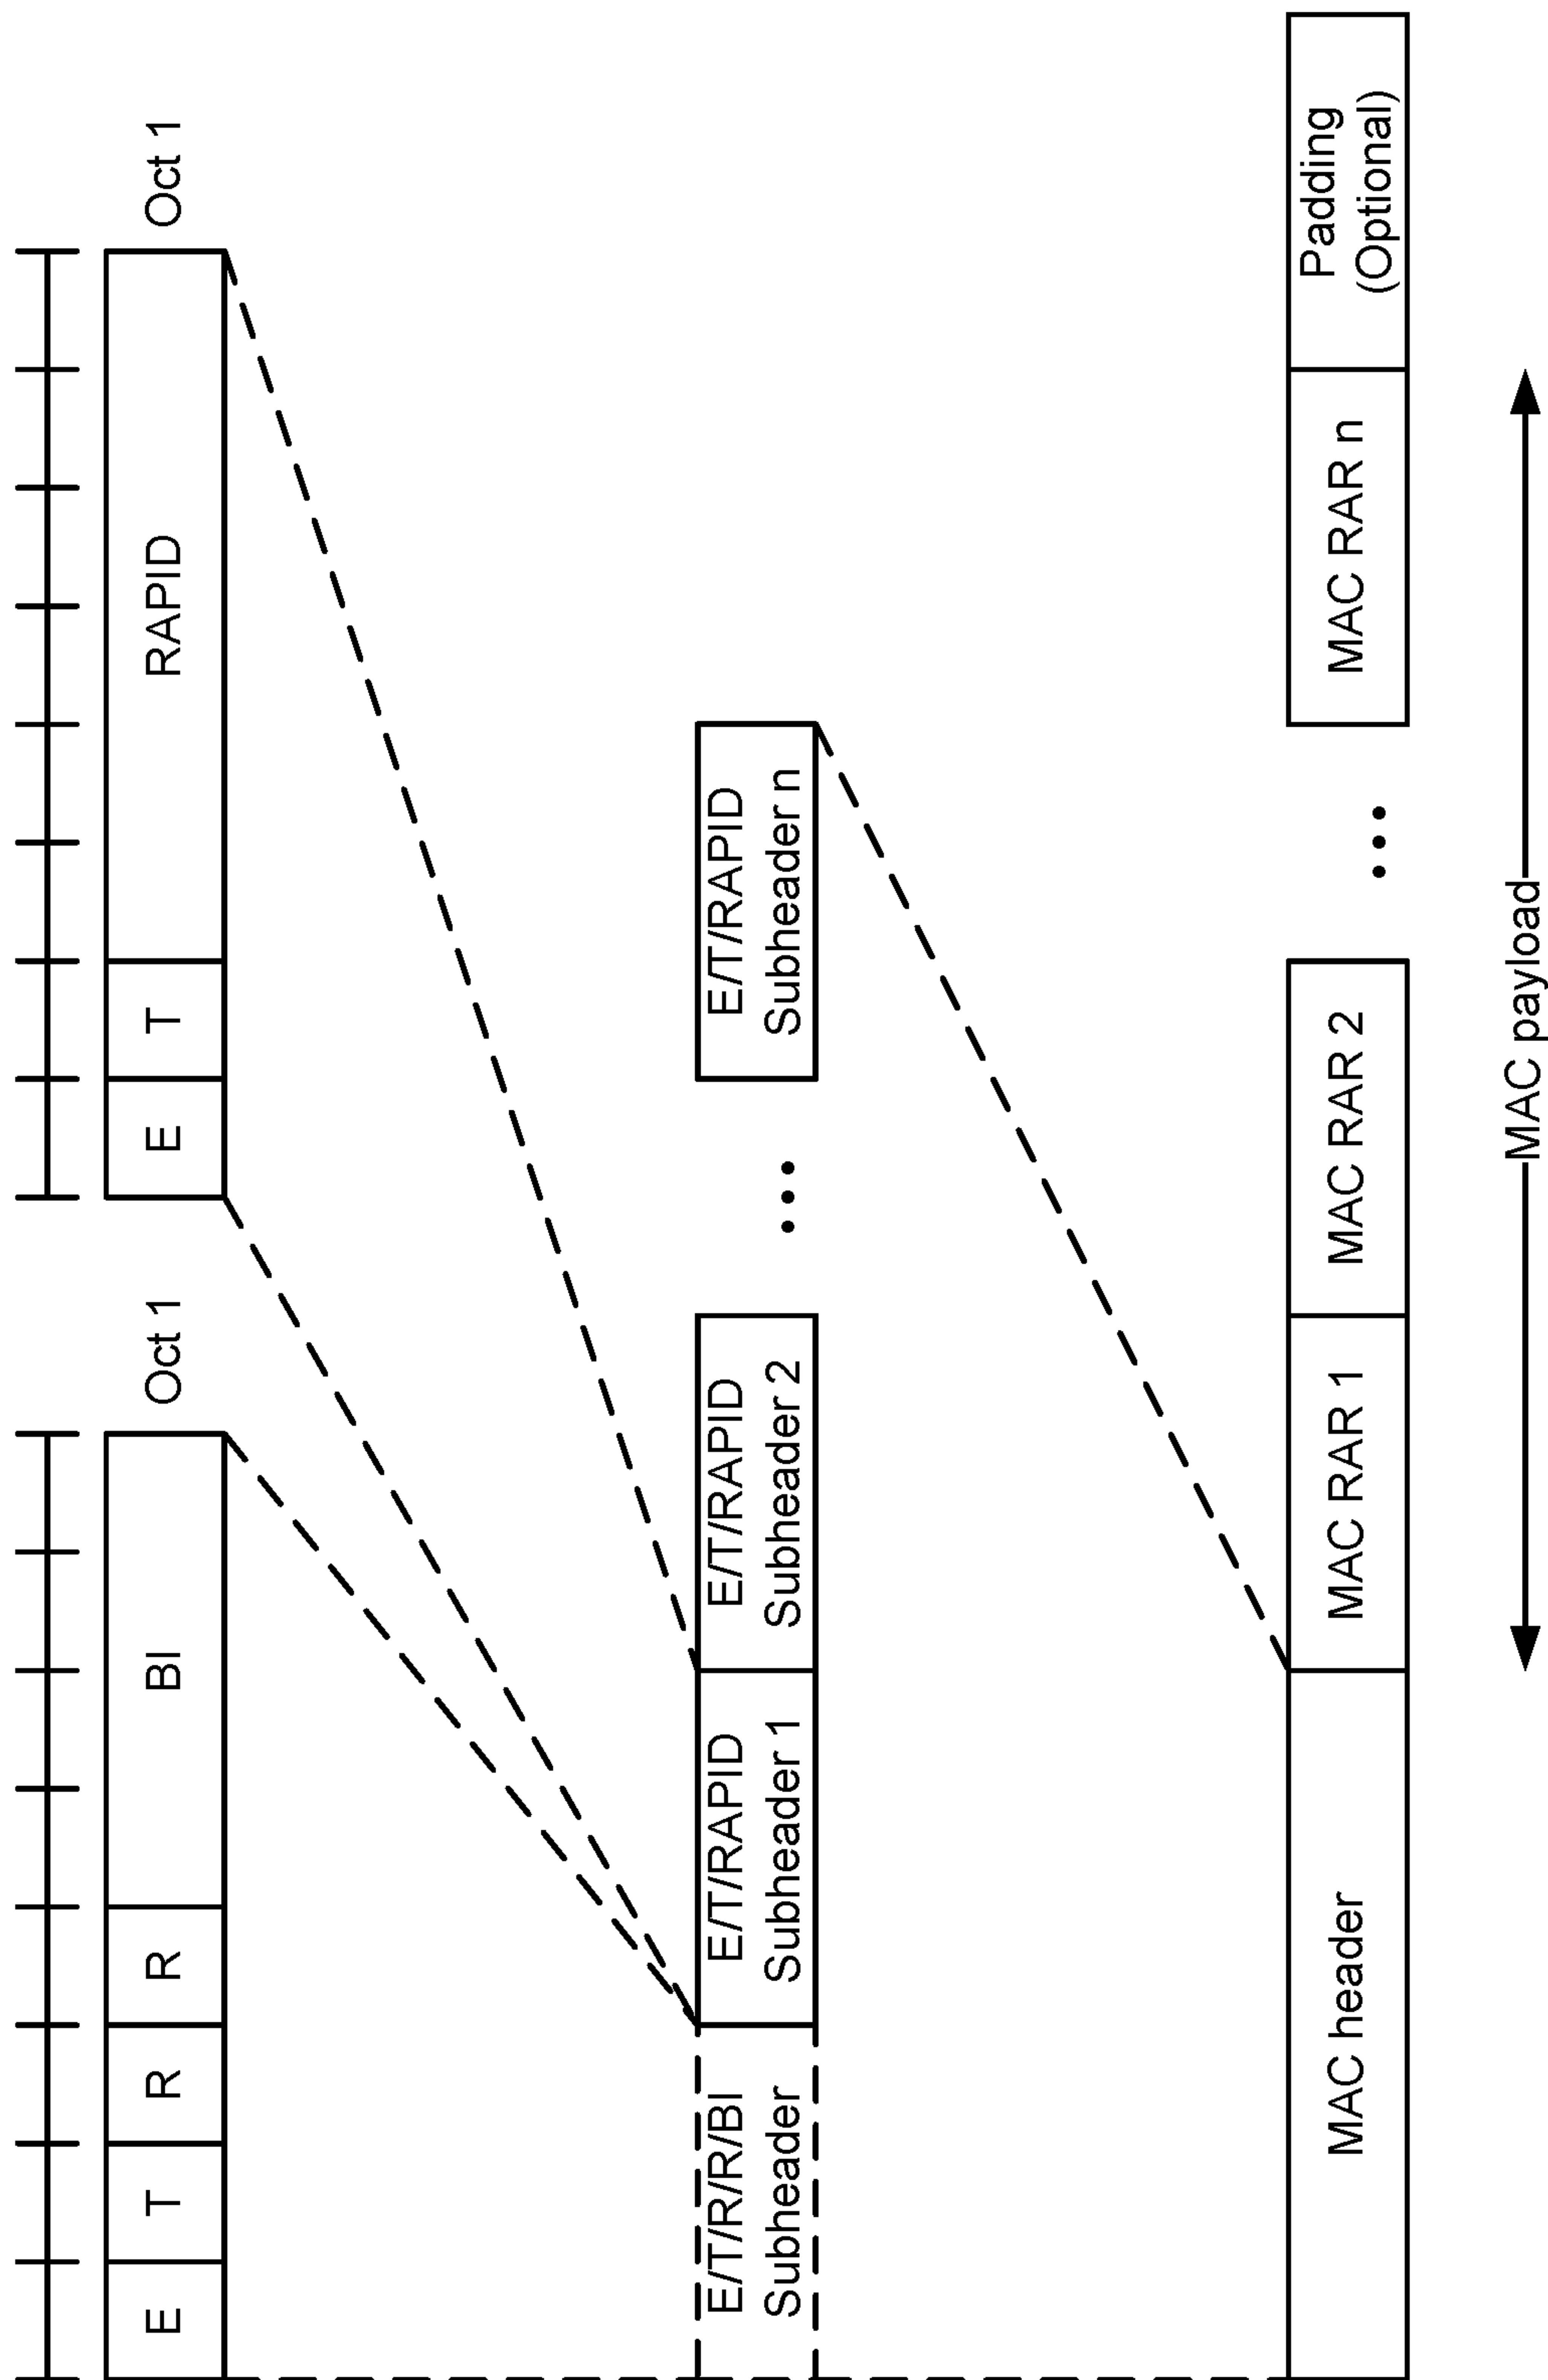 E
T
R
R
BI
Oct 1
E
T
RAPID
Oct 1
E/T/R/R/BI
Subheader
E/T/RAPID
Subheader 1
E/T/RAPID
Subheader 2
...
E/T/RAPID
Subheader n
MAC header
MAC RAR 1
MAC RAR 2
...
MAC RAR n
Padding
(Optional)
MAC payload